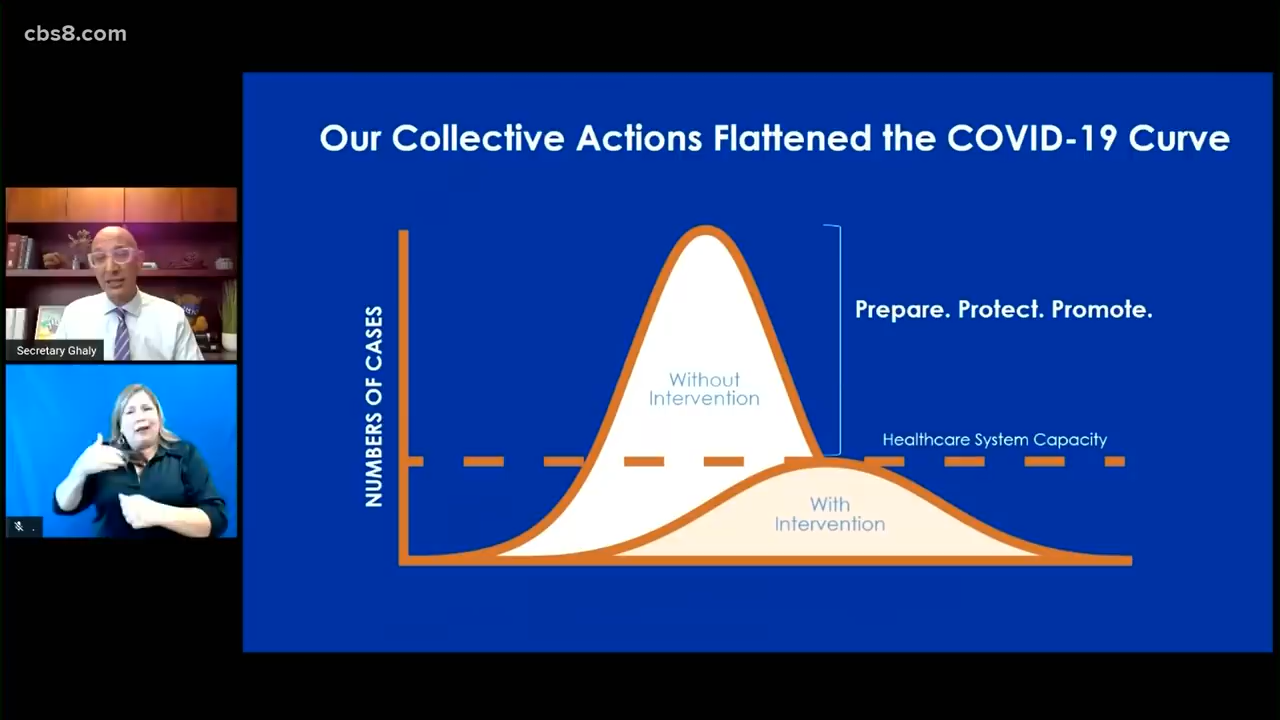 cbs8.com
Our Collective Actions Flattened the COVID-19 Curve
NUMBERS OF CASES
Without
Intervention
Prepare. Protect. Promote.
Healthcare System Capacity
With
Intervention
Secretary Ghaly